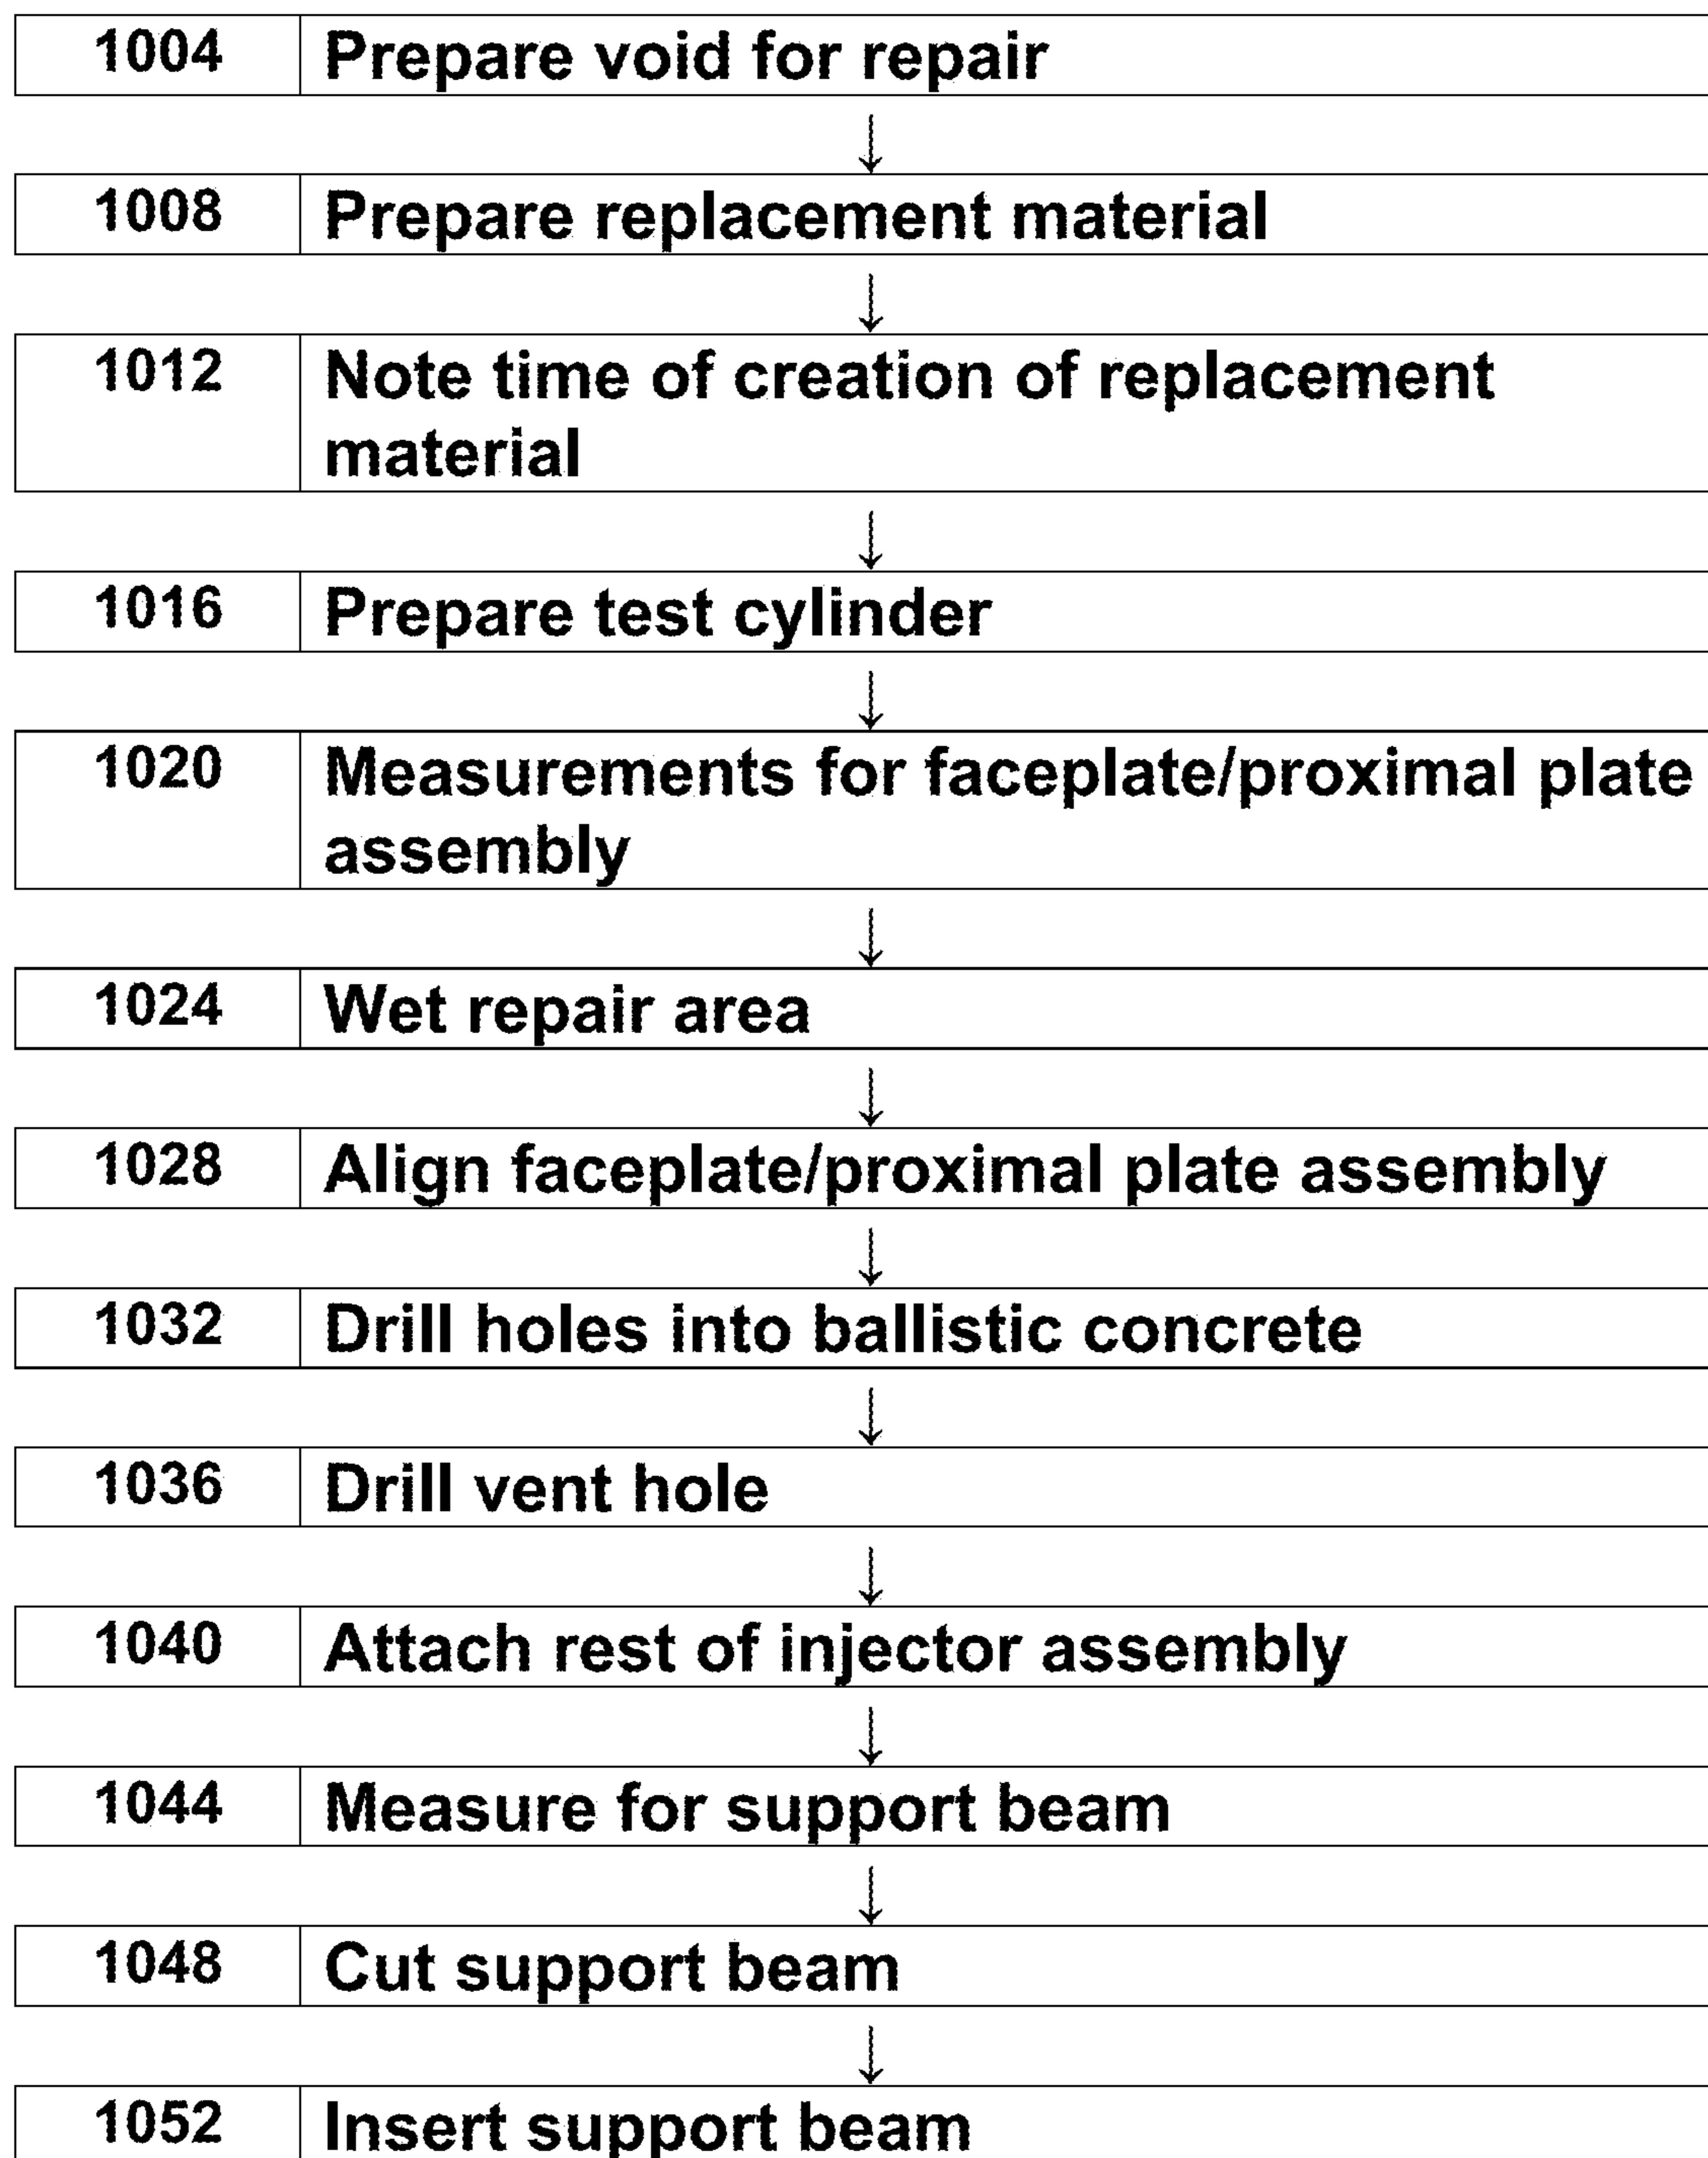 1004 Prepare void for repair
1008 Prepare replacement material
1012 Note time of creation of replacement
material
1016 Prepare test cylinder
1020 Measurements for faceplate/proximal plate
assembly
1024 Wet repair area
1028 Align faceplate/proximal plate assembly
1032 Drill holes into ballistic concrete
1036 Drill vent hole
1040 Attach rest of injector assembly
1044 Measure for support beam
1048 Cut support beam
1052 Insert support beam